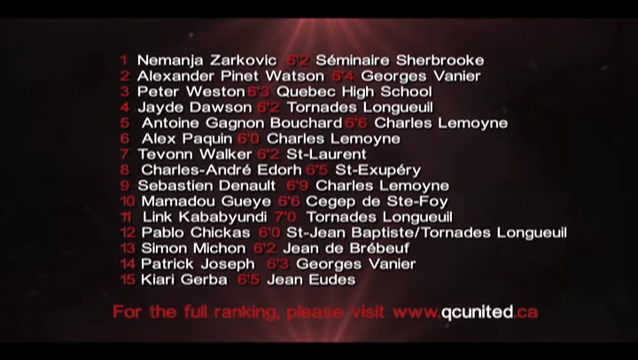 1 Nemanja Zarkovic 6'2 Séminaire Sherbrooke
2 Alexander Pinet Watson 6'4 Georges Vanier
3 Peter Weston 6'3 Quebec High School
4 Jayde Dawson 6'2 Tornades Longueuil
5 Antoine Gagnon Bouchard 6'6 Charles Lemoyne
6 Alex Paquin 6'0 Charles Lemoyne
7 Tevonn Walker 6'2 St-Laurent
8 Charles-André Edorh 6'5 St-Exupéry
9 Sebastien Denault 6'9 Charles Lemoyne
10 Mamadou Gueye 6'6 Cegep de Ste-Foy
11 Link Kababyundi 7'0 Tornades Longueuil
12 Pablo Chickas 6'0 St-Jean Baptiste/Tornades Longueuil
13 Simon Michon 6'2 Jean de Brébeuf
14 Patrick Joseph 6'3 Georges Vanier
15 Kiari Gerba 6'5 Jean Eudes
For the full ranking, please visit www.qcunited.ca